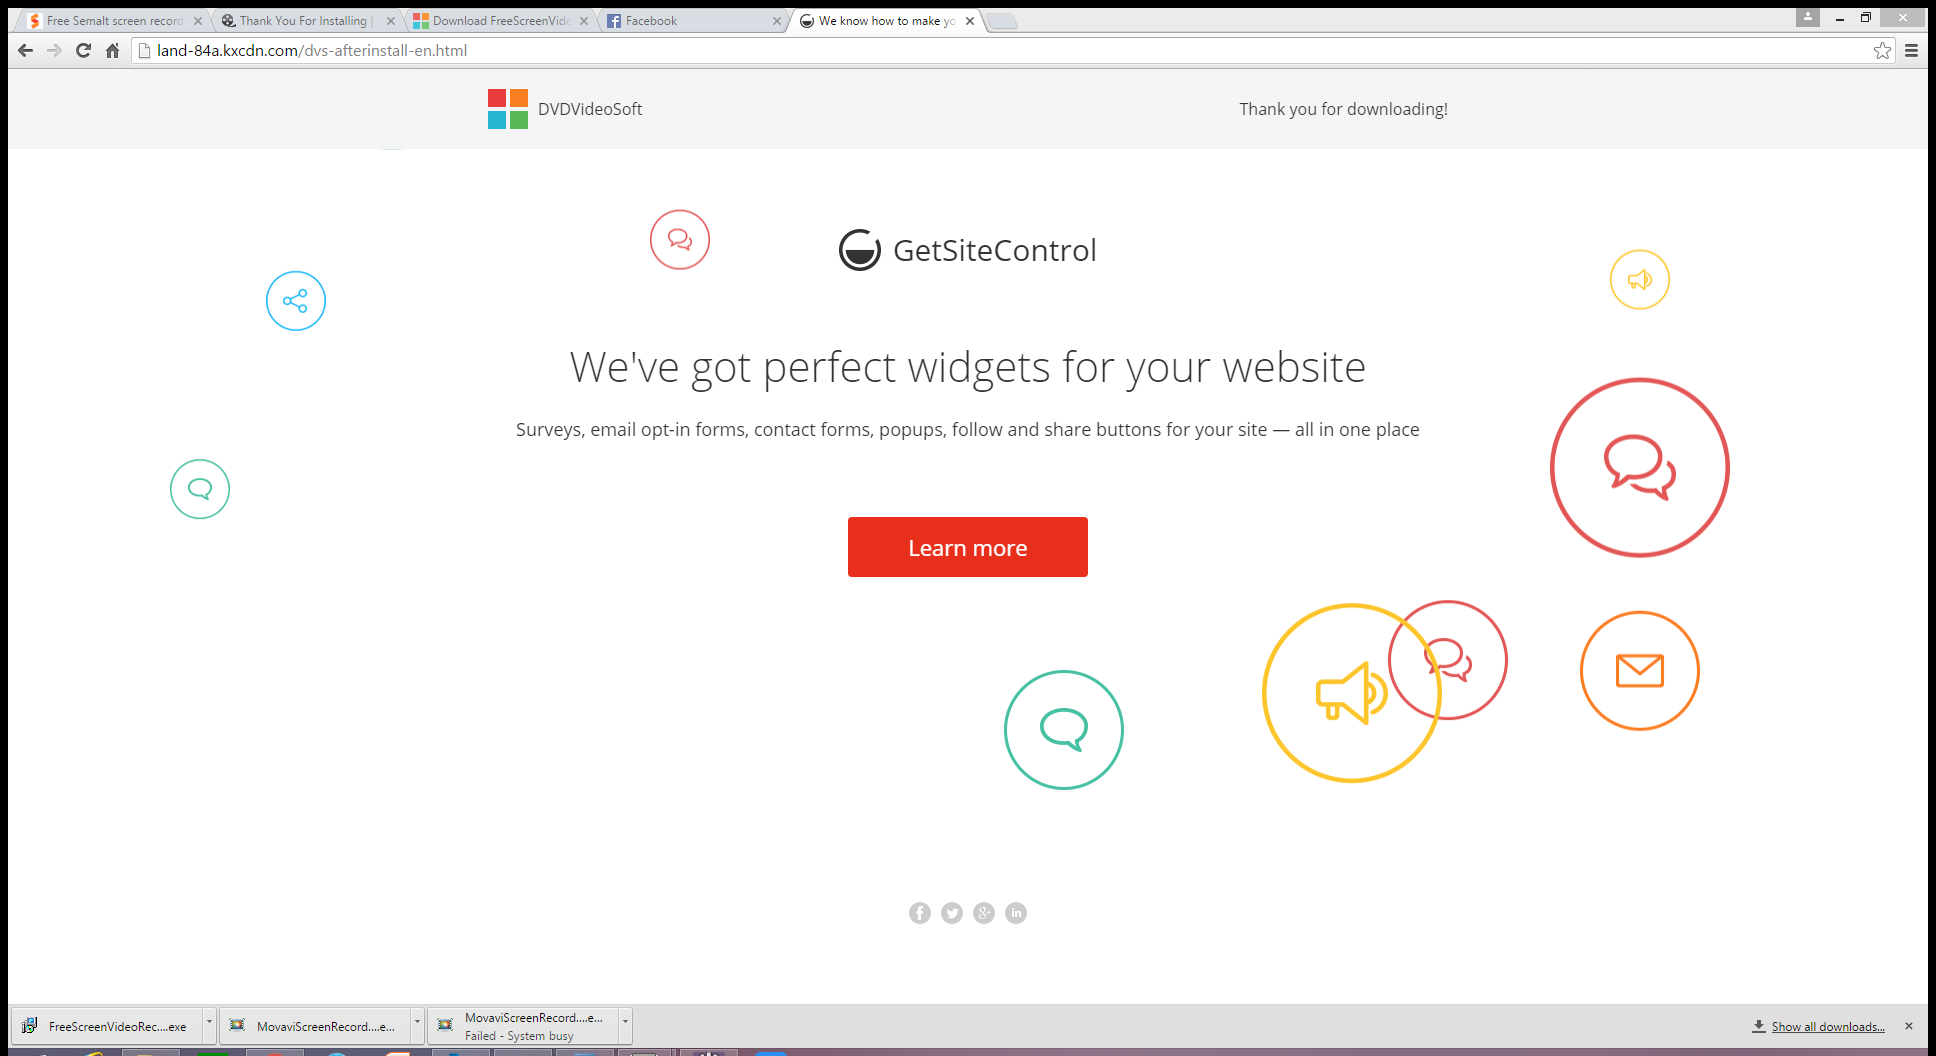 Free Semalt screen record
Thank You For Installing |
Download FreeScreenVide
Facebook
We know how to make yo
land-84a.kxcdn.com/dvs-afterinstall-en.html
DVDVideoSoft
Thank you for downloading!
GetSiteControl
We've got perfect widgets for your website
Surveys, email opt-in forms, contact forms, popups, follow and share buttons for your site — all in one place
Learn more
FreeScreenVideoRec....exe
MovaviScreenRecord....e...
MovaviScreenRecord....e...
Failed - System busy
Show all downloads...